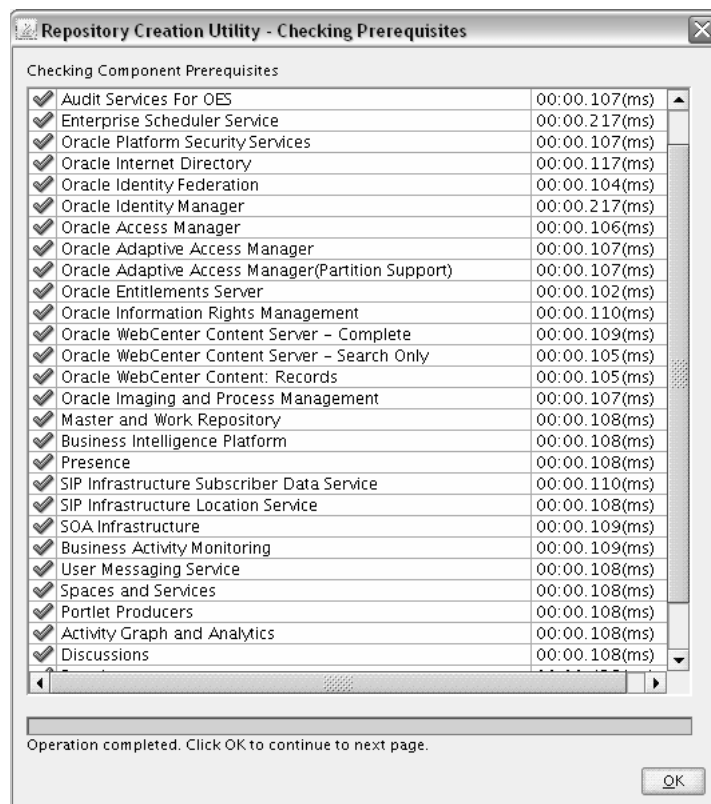 Repository Creation Utility - Checking Prerequisites
Checking Component Prerequisites
Audit Services For OES 00:00.107(ms)
Enterprise Scheduler Service 00:00.217(ms)
Oracle Platform Security Services 00:00.107(ms)
Oracle Internet Directory 00:00.117(ms)
Oracle Identity Federation 00:00.104(ms)
Oracle Identity Manager 00:00.217(ms)
Oracle Access Manager 00:00.106(ms)
Oracle Adaptive Access Manager 00:00.107(ms)
Oracle Adaptive Access Manager(Partition Support) 00:00.107(ms)
Oracle Entitlements Server 00:00.102(ms)
Oracle Information Rights Management 00:00.110(ms)
Oracle WebCenter Content Server - Complete 00:00.109(ms)
Oracle WebCenter Content Server - Search Only 00:00.105(ms)
Oracle WebCenter Content: Records 00:00.105(ms)
Oracle Imaging and Process Management 00:00.107(ms)
Master and Work Repository 00:00.108(ms)
Business Intelligence Platform 00:00.108(ms)
Presence 00:00.108(ms)
SIP Infrastructure Subscriber Data Service 00:00.110(ms)
SIP Infrastructure Location Service 00:00.108(ms)
SOA Infrastructure 00:00.109(ms)
Business Activity Monitoring 00:00.109(ms)
User Messaging Service 00:00.108(ms)
Spaces and Services 00:00.108(ms)
Portlet Producers 00:00.108(ms)
Activity Graph and Analytics 00:00.108(ms)
Discussions 00:00.108(ms)
Operation completed. Click OK to continue to next page.
OK